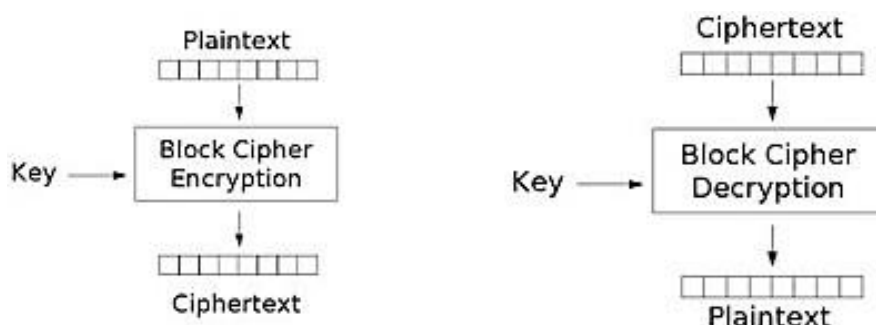 Plaintext
Key
Block Cipher
Encryption
Ciphertext
Ciphertext
Key
Block Cipher
Decryption
Plaintext